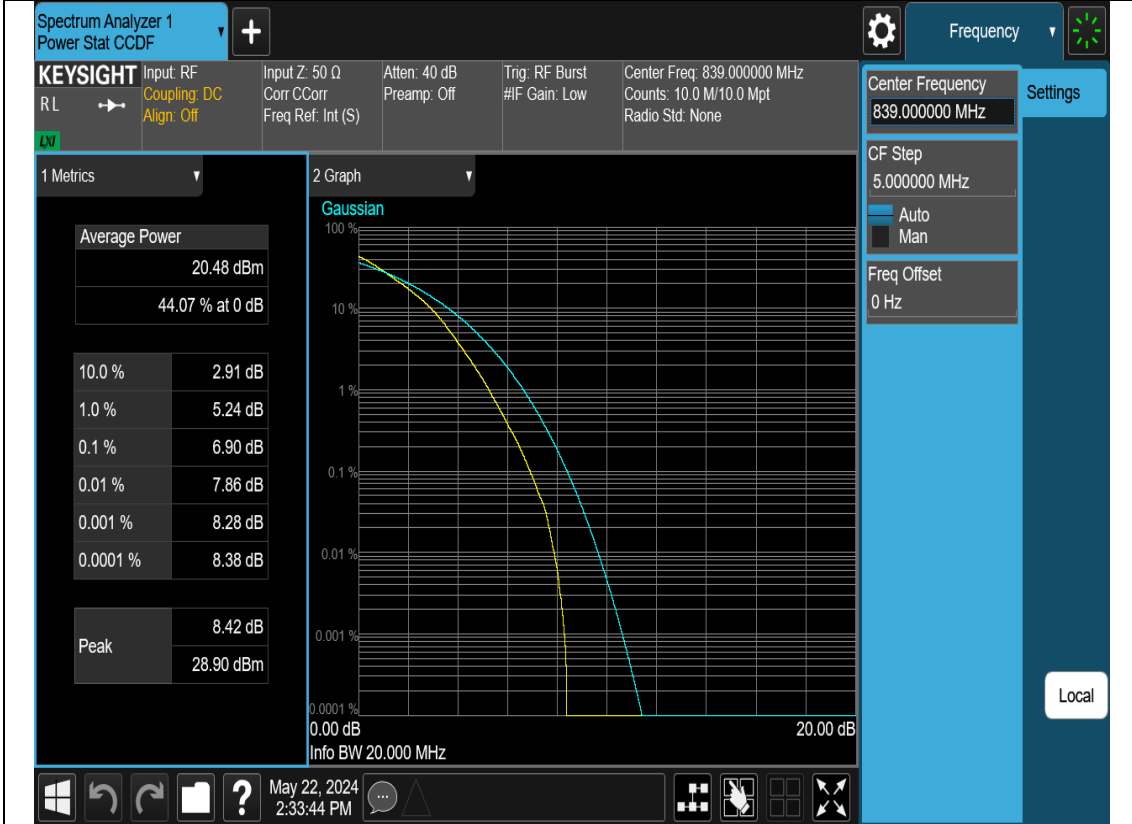 Spectrum Analyzer 1
Power Stat CCDF
Frequency
KEYSIGHT
RL
LXI
Input: RF
Coupling: DC
Align: Off
Input Z: 50 Ω
Corr CCorr
Freq Ref: Int (S)
Atten: 40 dB
Preamp: Off
Trig: RF Burst
#IF Gain: Low
Center Freq: 839.000000 MHz
Counts: 10.0 M/10.0 Mpt
Radio Std: None
Center Frequency
839.000000 MHz
Settings
CF Step
5.000000 MHz
Auto
Man
Freq Offset
0 Hz
1 Metrics
Average Power
20.48 dBm
44.07 % at 0 dB
10.0 % 2.91 dB
1.0 % 5.24 dB
0.1 % 6.90 dB
0.01 % 7.86 dB
0.001 % 8.28 dB
0.0001 % 8.38 dB
Peak
8.42 dB
28.90 dBm
2 Graph
Gaussian
100 %
10 %
1 %
0.1 %
0.01 %
0.001 %
0.0001 %
0.00 dB 20.00 dB
Info BW 20.000 MHz
Local
?
May 22, 2024
2:33:44 PM